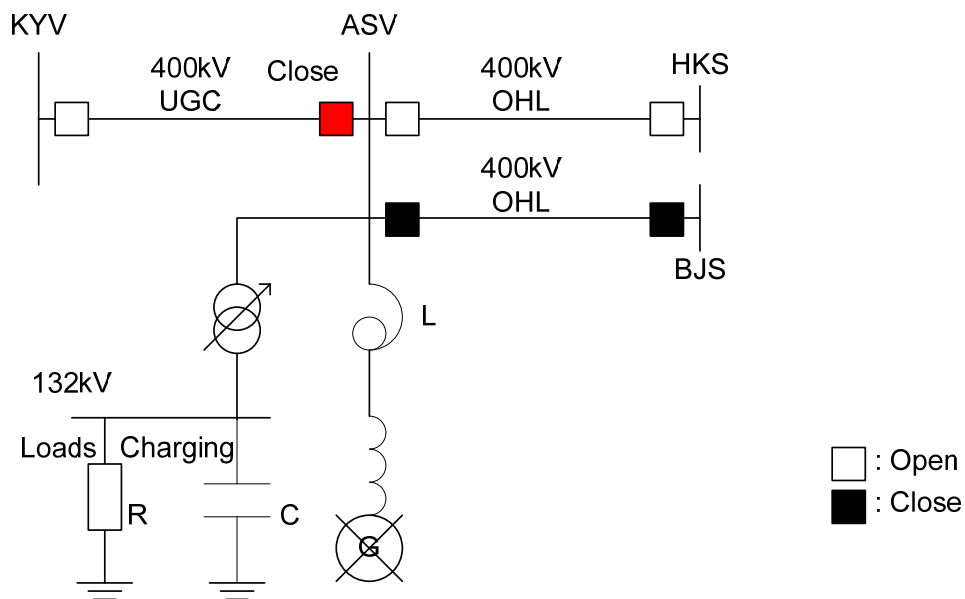 KYV
ASV
400kV
UGC
Close
400kV
OHL
HKS
400kV
OHL
BJS
L
132kV
Loads
Charging
R
C
G
: Open
: Close